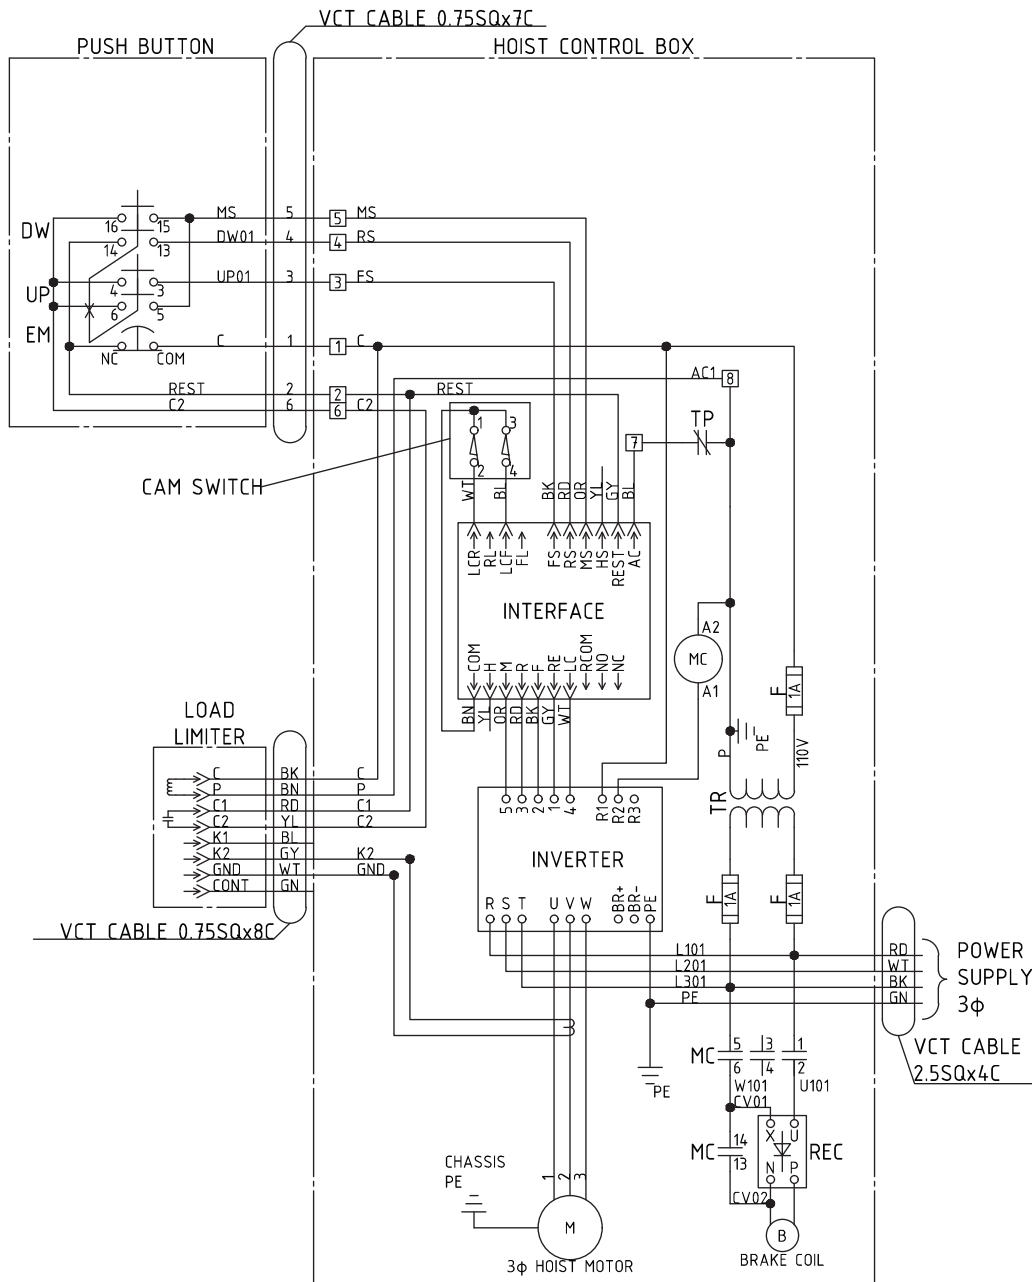 VCT CABLE 0.75SQx7C
PUSH BUTTON
HOIST CONTROL BOX
DW
16 15 MS 5 5 MS
14 13 DW01 4 4 RS
UP
4 3 UP01 3 3 FS
6 5
EM
NC COM C 1 1 C
REST 2 2 REST
C2 6 6 C2
AC1 8
TP
7
1 3
2 4
CAM SWITCH
WT BL BK RD OR YL GY BL
LCR RL LCF FL FS RS MS HS REST AC
INTERFACE
COM H M R F RE LC RCOM NO NC
BN YL OR RD BK GY WT
A2
MC
A1
F 1A
P PE 110V
TR
LOAD
LIMITER
C BK C
P BN P
C1 RD C1
C2 YL C2
K1 BL
K2 GY K2
GND WT GND
CONT GN
VCT CABLE 0.75SQx8C
5 3 2 1 4 R1 R2 R3
INVERTER
R S T U V W BR+ BR- PE
F 1A F 1A
L101 RD
L201 WT
L301 BK
PE GN
POWER
SUPPLY
3ϕ
VCT CABLE
2.5SQx4C
MC 5 3 1
6 4 2
W101 U101
CV01
PE
MC 14
13
X U
N P
REC
CV02
B
BRAKE COIL
CHASSIS
PE
1 2 3
M
3ϕ HOIST MOTOR